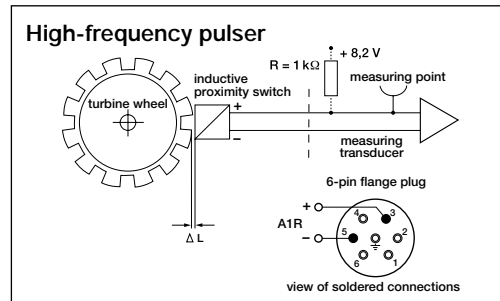 High-frequency pulser
+ 8,2 V
R = 1 kΩ
inductive
proximity switch
measuring point
turbine wheel
+
−
measuring
transducer
6-pin flange plug
Δ L
+
A1R
−
4
3
5
2
6
1
view of soldered connections